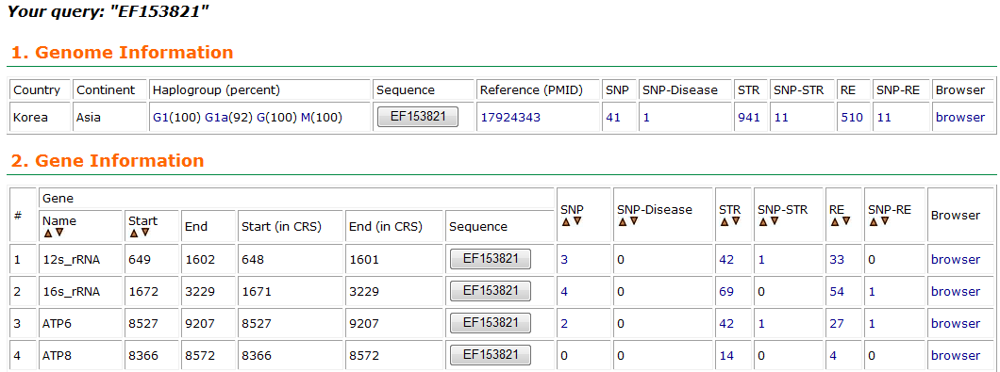 Your query: "EF153821"
1. Genome Information
Country Continent Haplogroup (percent) Sequence Reference (PMID) SNP SNP-Disease STR SNP-STR RE SNP-RE Browser
Korea Asia G1(100) G1a(92) G(100) M(100) EF153821 17924343 41 1 941 11 510 11 browser
2. Gene Information
# Gene SNP SNP-Disease STR SNP-STR RE SNP-RE Browser
Name Start End Start (in CRS) End (in CRS) Sequence
1 12s_rRNA 649 1602 648 1601 EF153821 3 0 42 1 33 0 browser
2 16s_rRNA 1672 3229 1671 3229 EF153821 4 0 69 0 54 1 browser
3 ATP6 8527 9207 8527 9207 EF153821 2 0 42 1 27 1 browser
4 ATP8 8366 8572 8366 8572 EF153821 0 0 14 0 4 0 browser